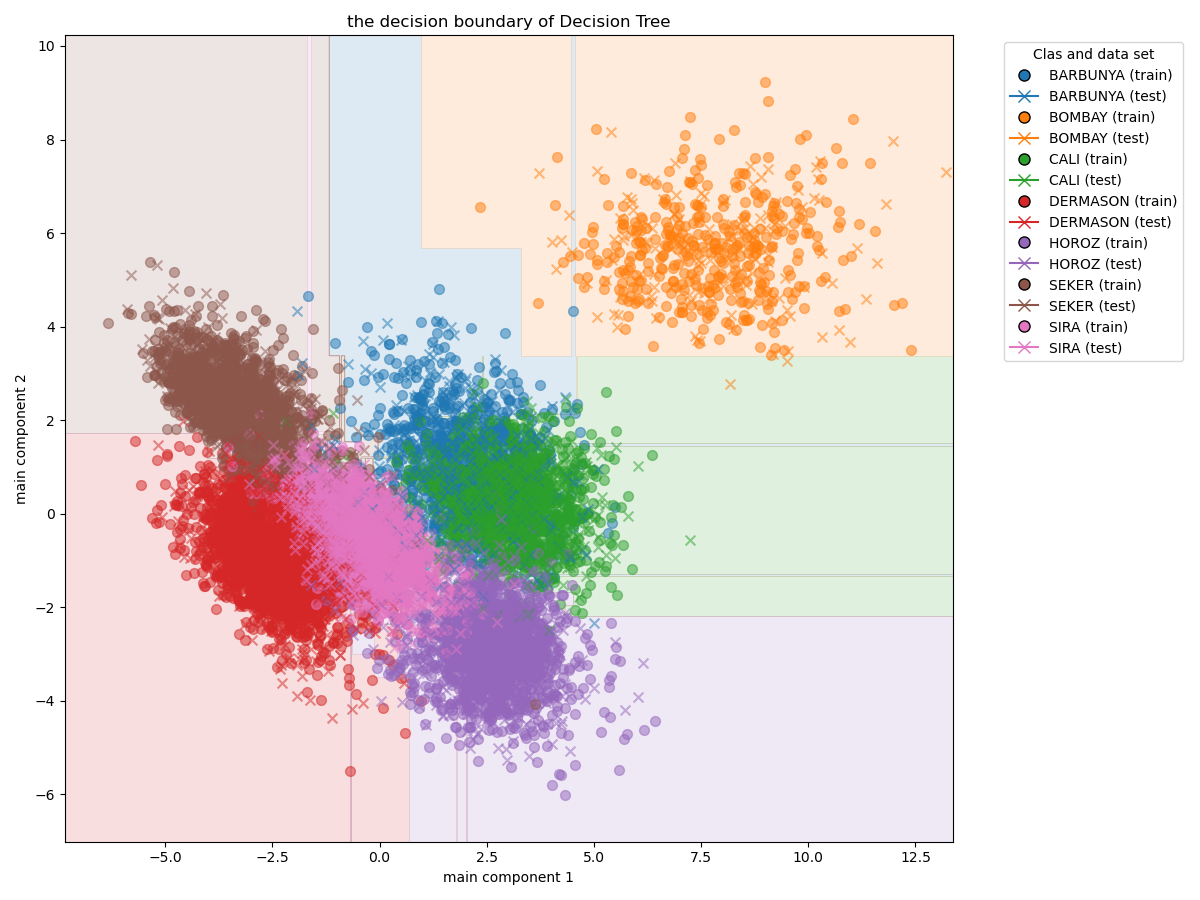 the decision boundary of Decision Tree
10
8
6
4
2
0
−2
−4
−6
main component 2
−5.0
−2.5
0.0
2.5
5.0
7.5
10.0
12.5
main component 1
Clas and data set
BARBUNYA (train)
BARBUNYA (test)
BOMBAY (train)
BOMBAY (test)
CALI (train)
CALI (test)
DERMASON (train)
DERMASON (test)
HOROZ (train)
HOROZ (test)
SEKER (train)
SEKER (test)
SIRA (train)
SIRA (test)